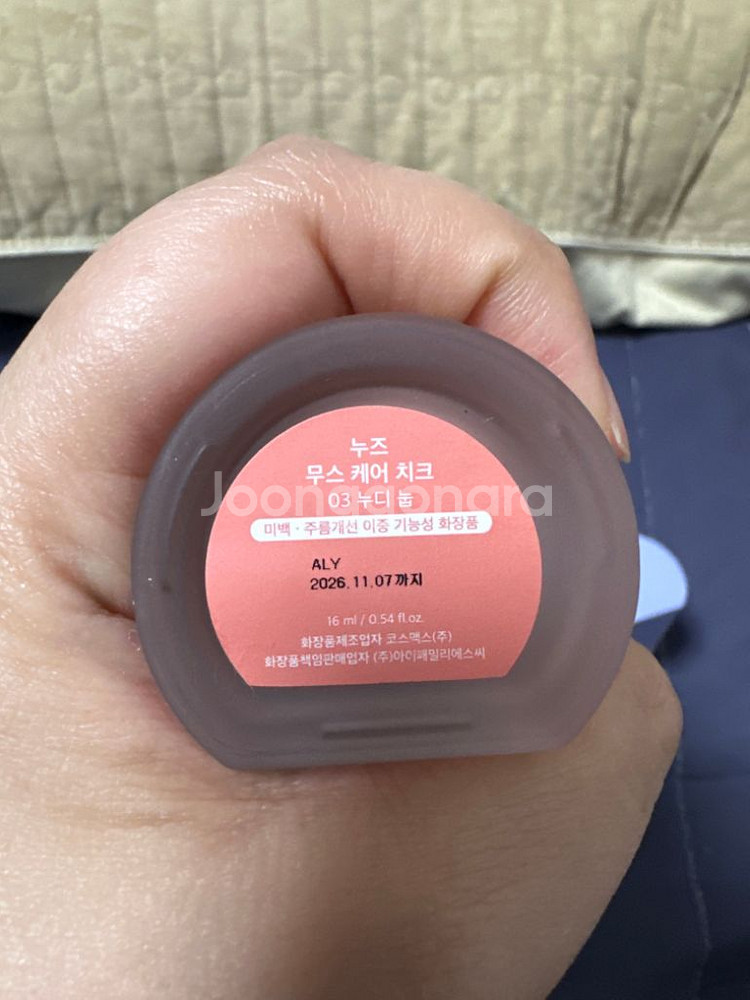 누즈
무스 케어 치크
03 누디 눕
Joonggonara
미백 · 주름개선 이중 기능성 화장품
ALY
2026.11.07까지
16 ml / 0.54 fl.oz.
화장품제조업자 코스맥스(주)
화장품책임판매업자 (주)아이패밀리에스씨